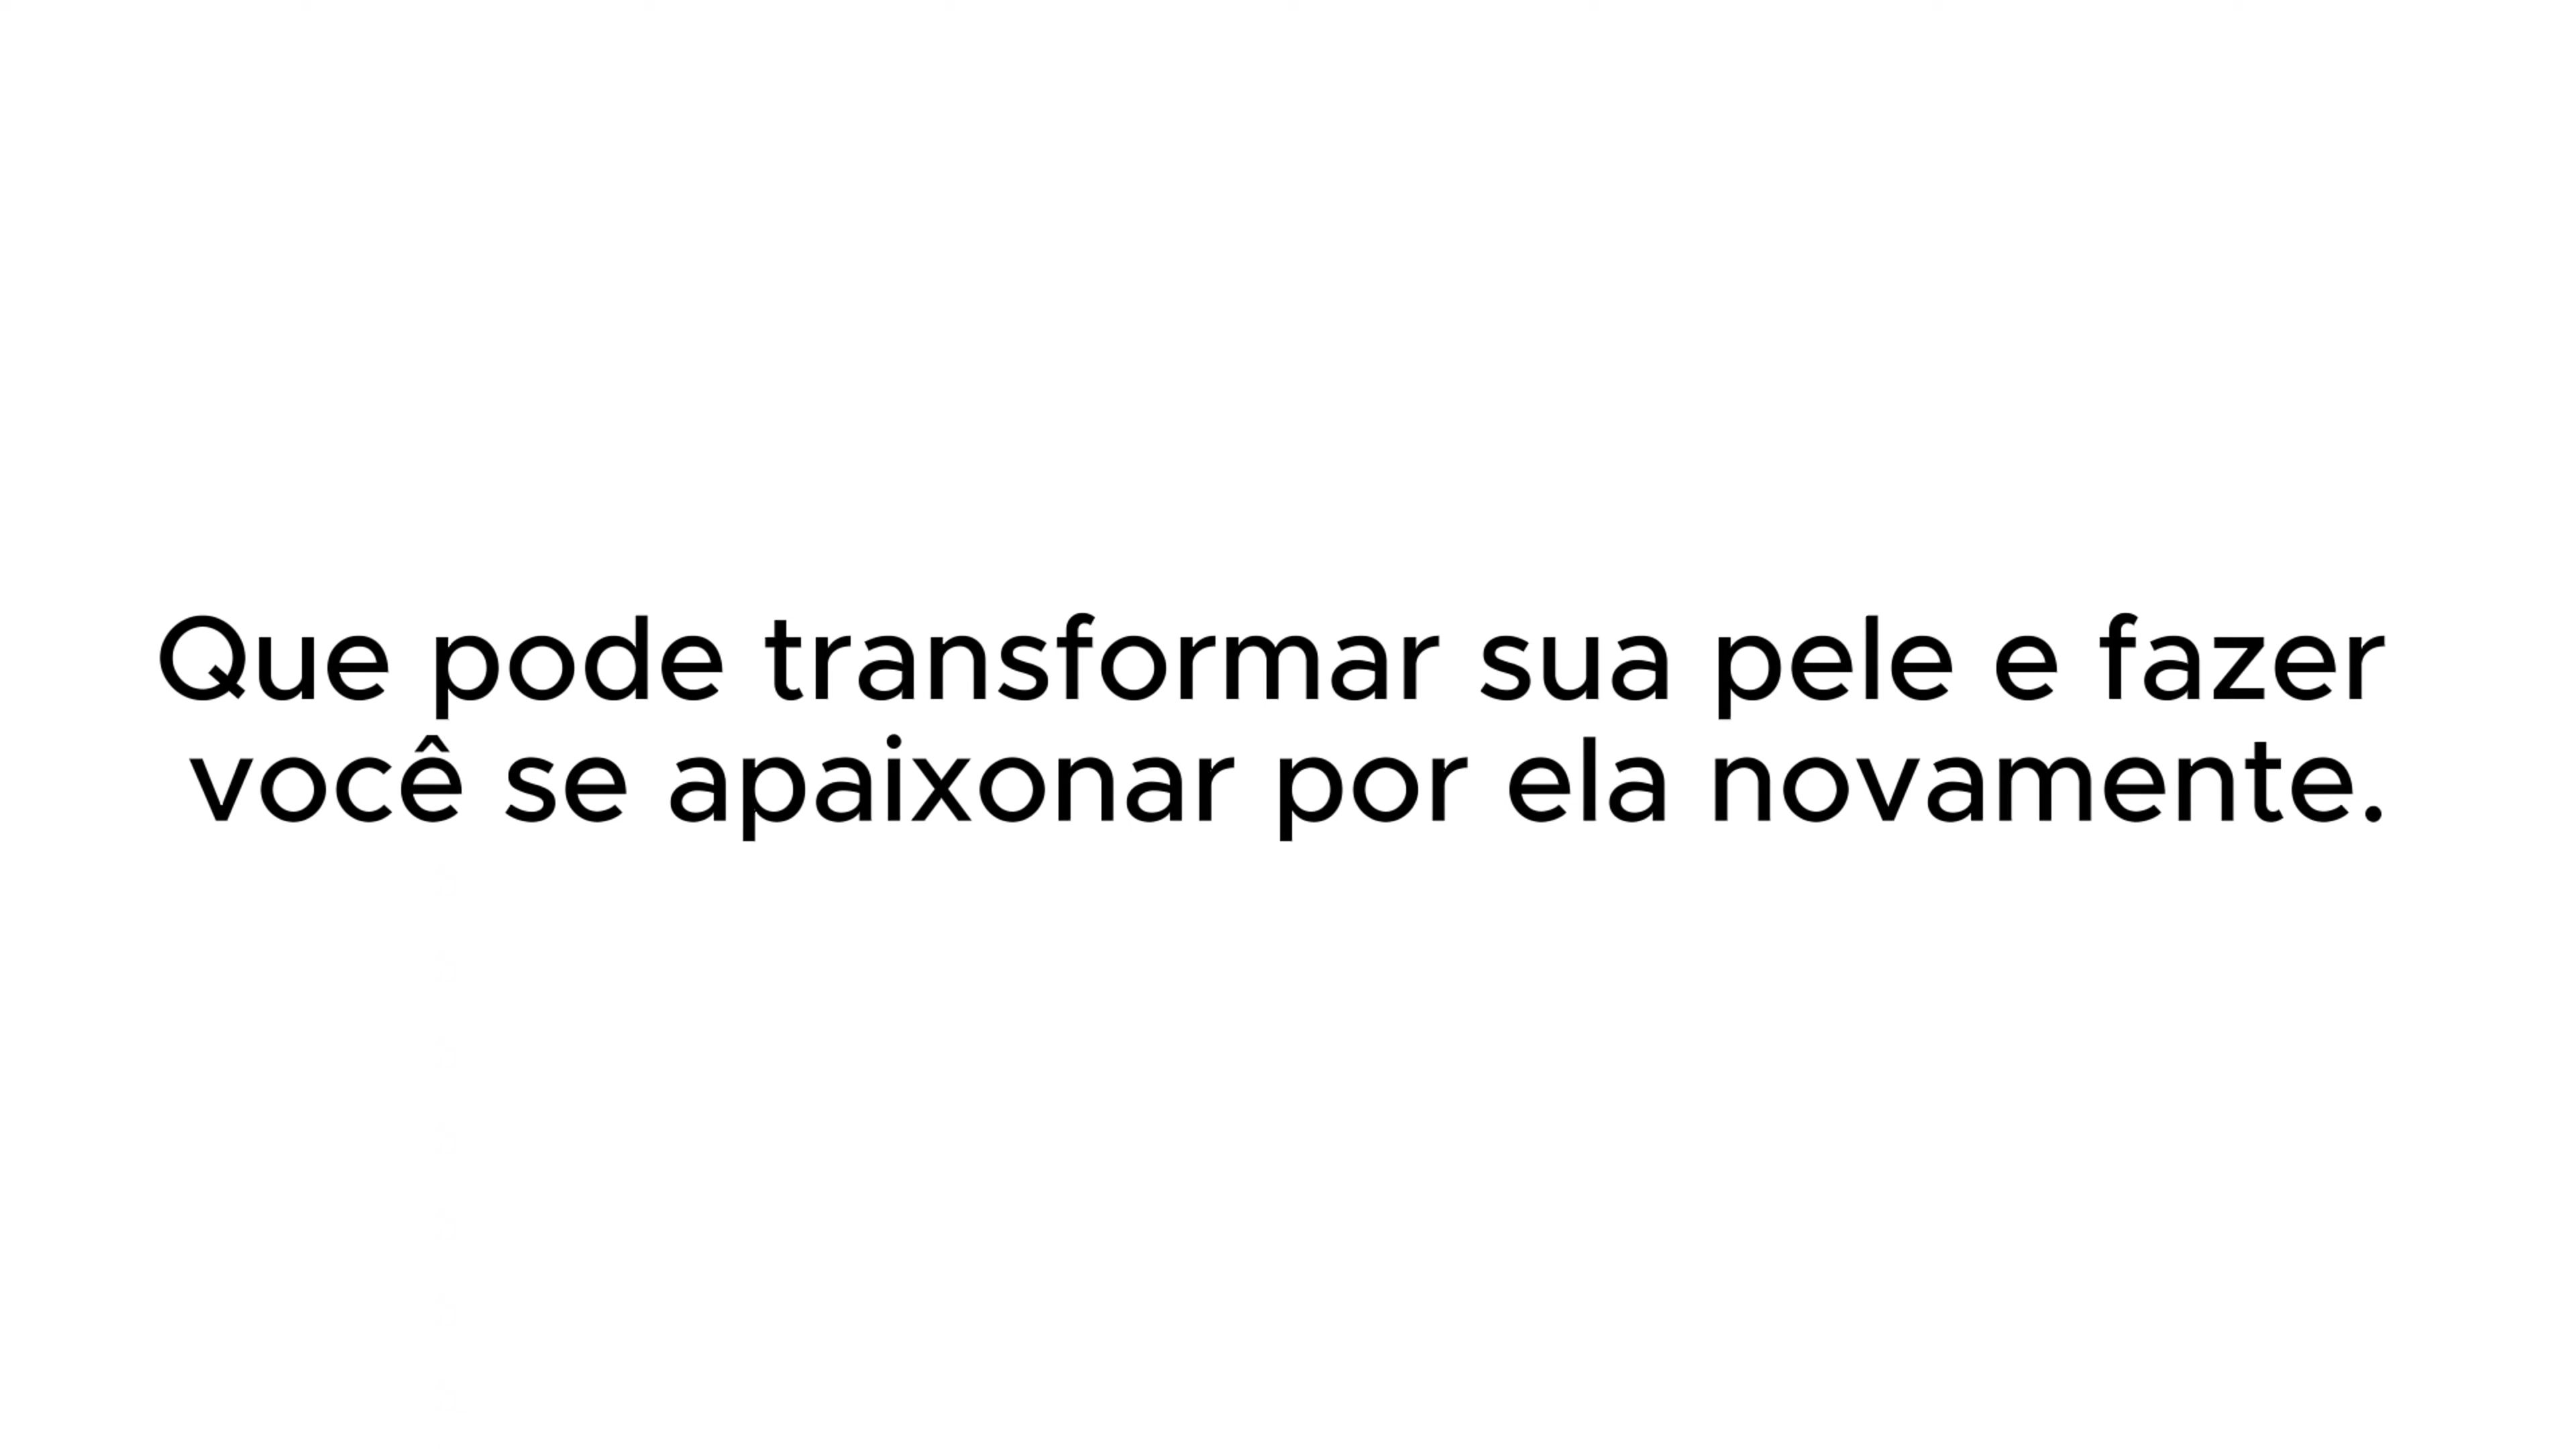 Que pode transformar sua pele e fazer
você se apaixonar por ela novamente.